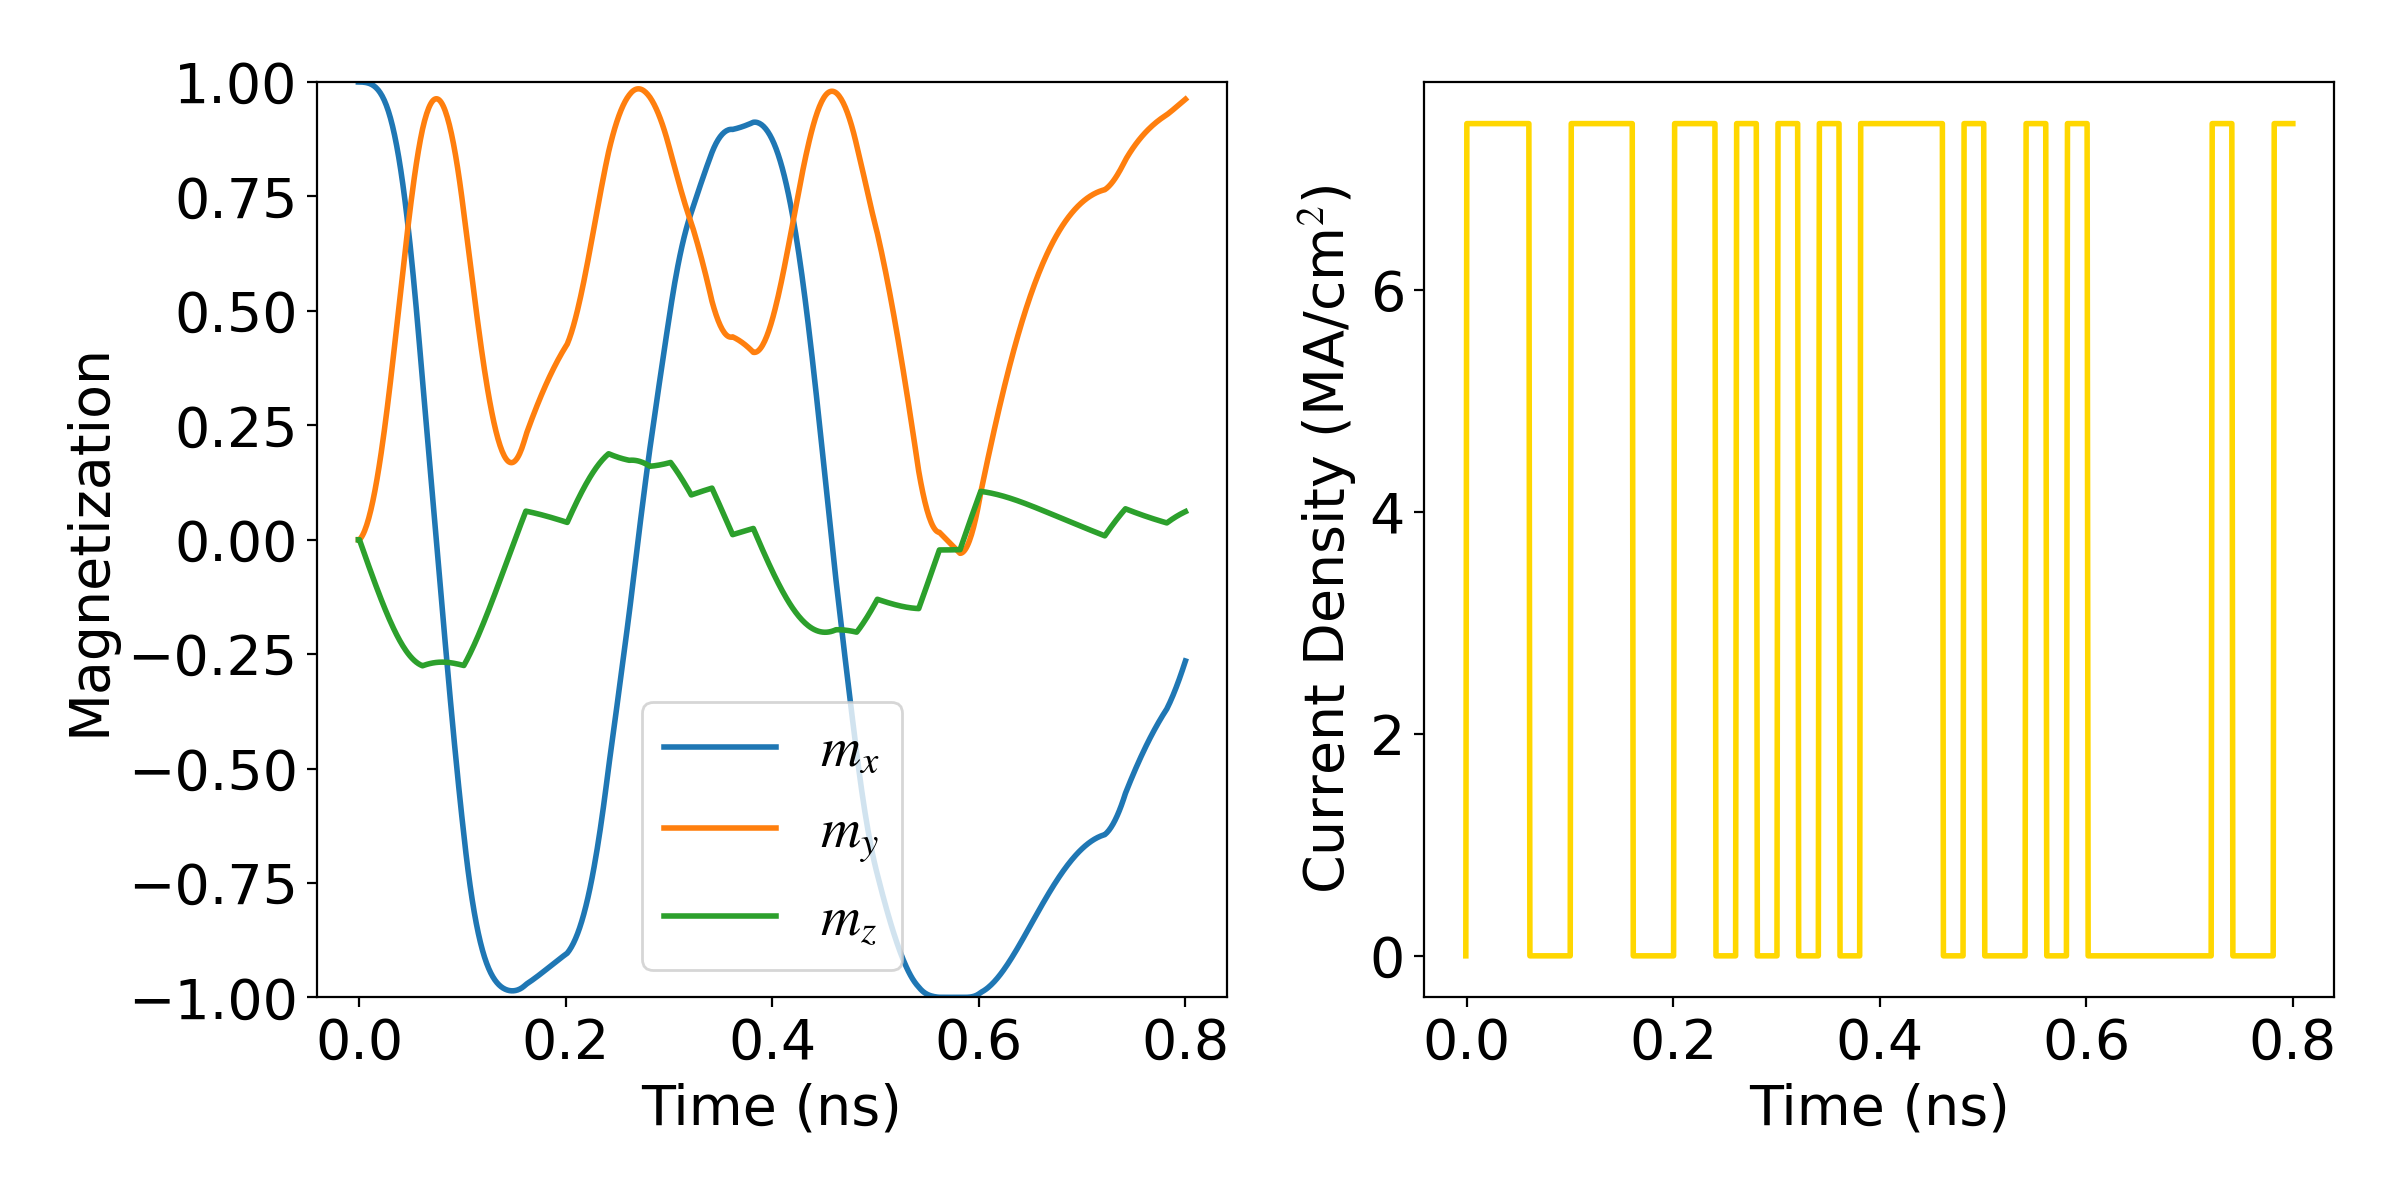 1.00
0.75
0.50
0.25
0.00
−0.25
−0.50
−0.75
−1.00
Magnetization
0.0 0.2 0.4 0.6 0.8
Time (ns)
m_x
m_y
m_z
6
4
2
0
Current Density (MA/cm²)
0.0 0.2 0.4 0.6 0.8
Time (ns)